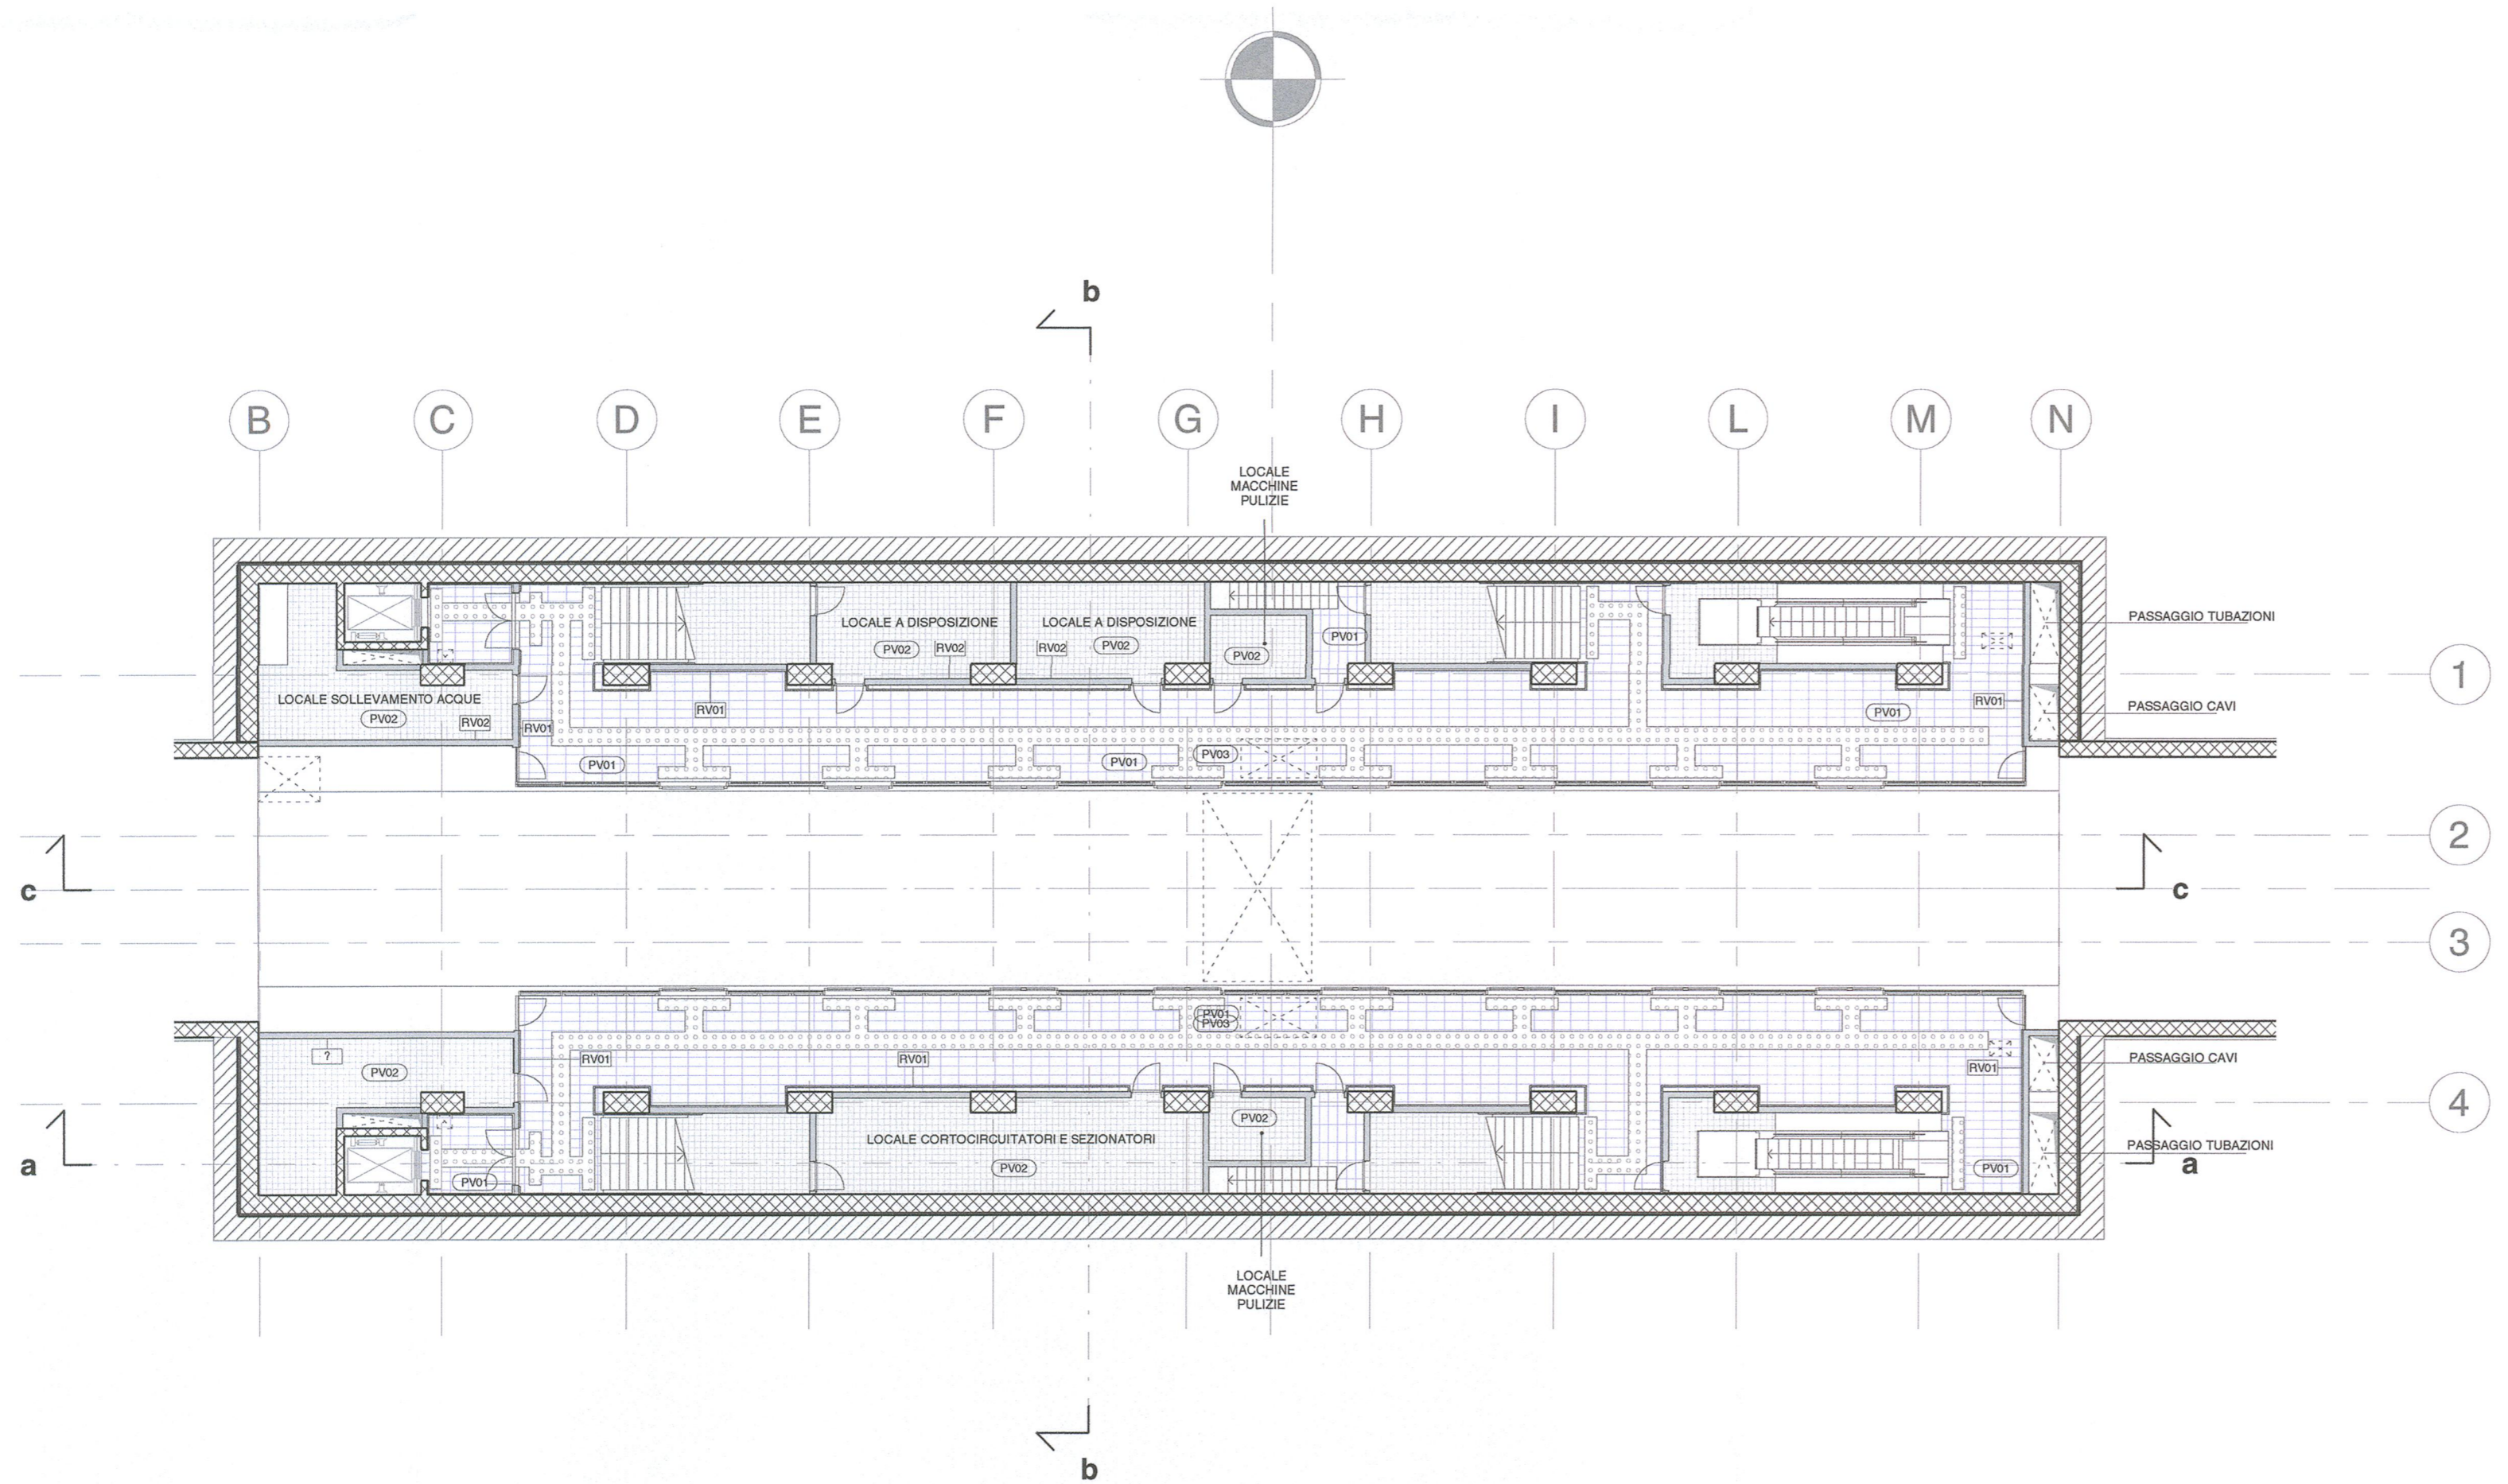 b
B C D E F G H I L M N
LOCALE
MACCHINE
PULIZIE
PASSAGGIO TUBAZIONI
LOCALE A DISPOSIZIONE
LOCALE A DISPOSIZIONE
PV01
PV02 RV02 RV02 PV02
PV02
1
LOCALE SOLLEVAMENTO ACQUE
RV01
PASSAGGIO CAVI
PV02 RV02 RV01 RV01 PV01
PV01 PV01 PV03
2
c c
3
PV01
PV03
? RV01 RV01 PASSAGGIO CAVI
PV02 RV01
4
PV02
LOCALE CORTOCIRCUITATORI E SEZIONATORI
PASSAGGIO TUBAZIONI
a PV02 PV01 a
PV01
LOCALE
MACCHINE
PULIZIE
b